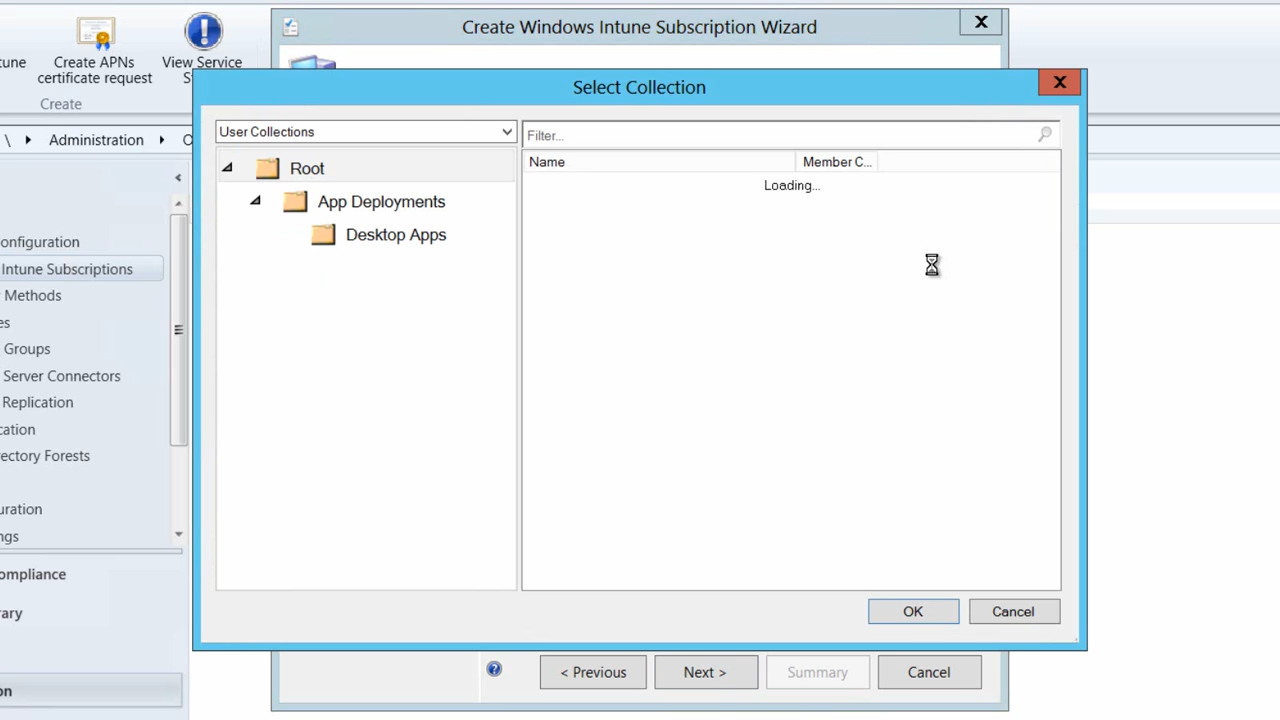 Create Windows Intune Subscription Wizard
X
tune
Create APNs
certificate request
View Service
S
Create
Select Collection
X
\ Administration O
User Collections
Filter...
Root
App Deployments
Desktop Apps
Name
Member C...
Loading...
onfiguration
Intune Subscriptions
Methods
es
Groups
Server Connectors
Replication
cation
ectory Forests
uration
ngs
ompliance
rary
on
OK
Cancel
?
< Previous
Next >
Summary
Cancel